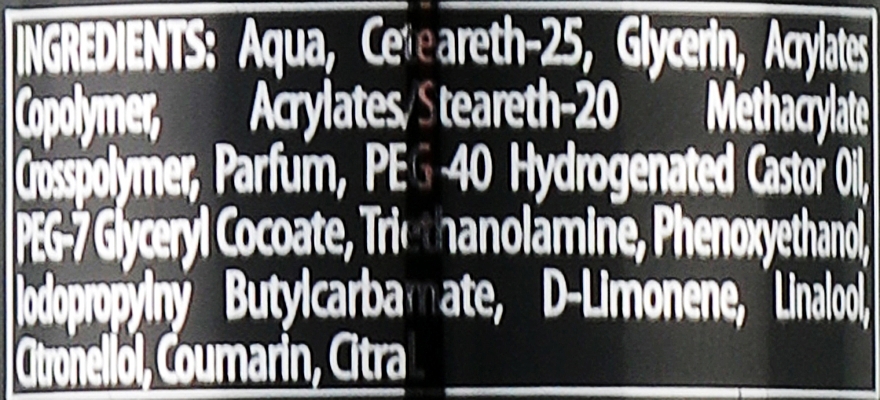 INGREDIENTS: Aqua, Ceteareth-25, Glycerin, Acrylates
Copolymer, Acrylates/Steareth-20 Methacrylate
Crosspolymer, Parfum, PEG-40 Hydrogenated Castor Oil,
PEG-7 Glyceryl Cocoate, Triethanolamine, Phenoxyethanol,
Iodopropylny Butylcarbamate, D-Limonene, Linalool,
Citronellol, Coumarin, Citral